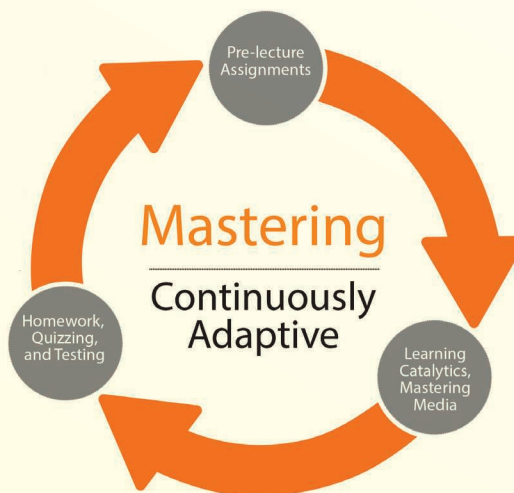 Pre-lecture
Assignments
Mastering
Continuously
Adaptive
Homework,
Quizzing,
and Testing
Learning
Catalytics,
Mastering
Media